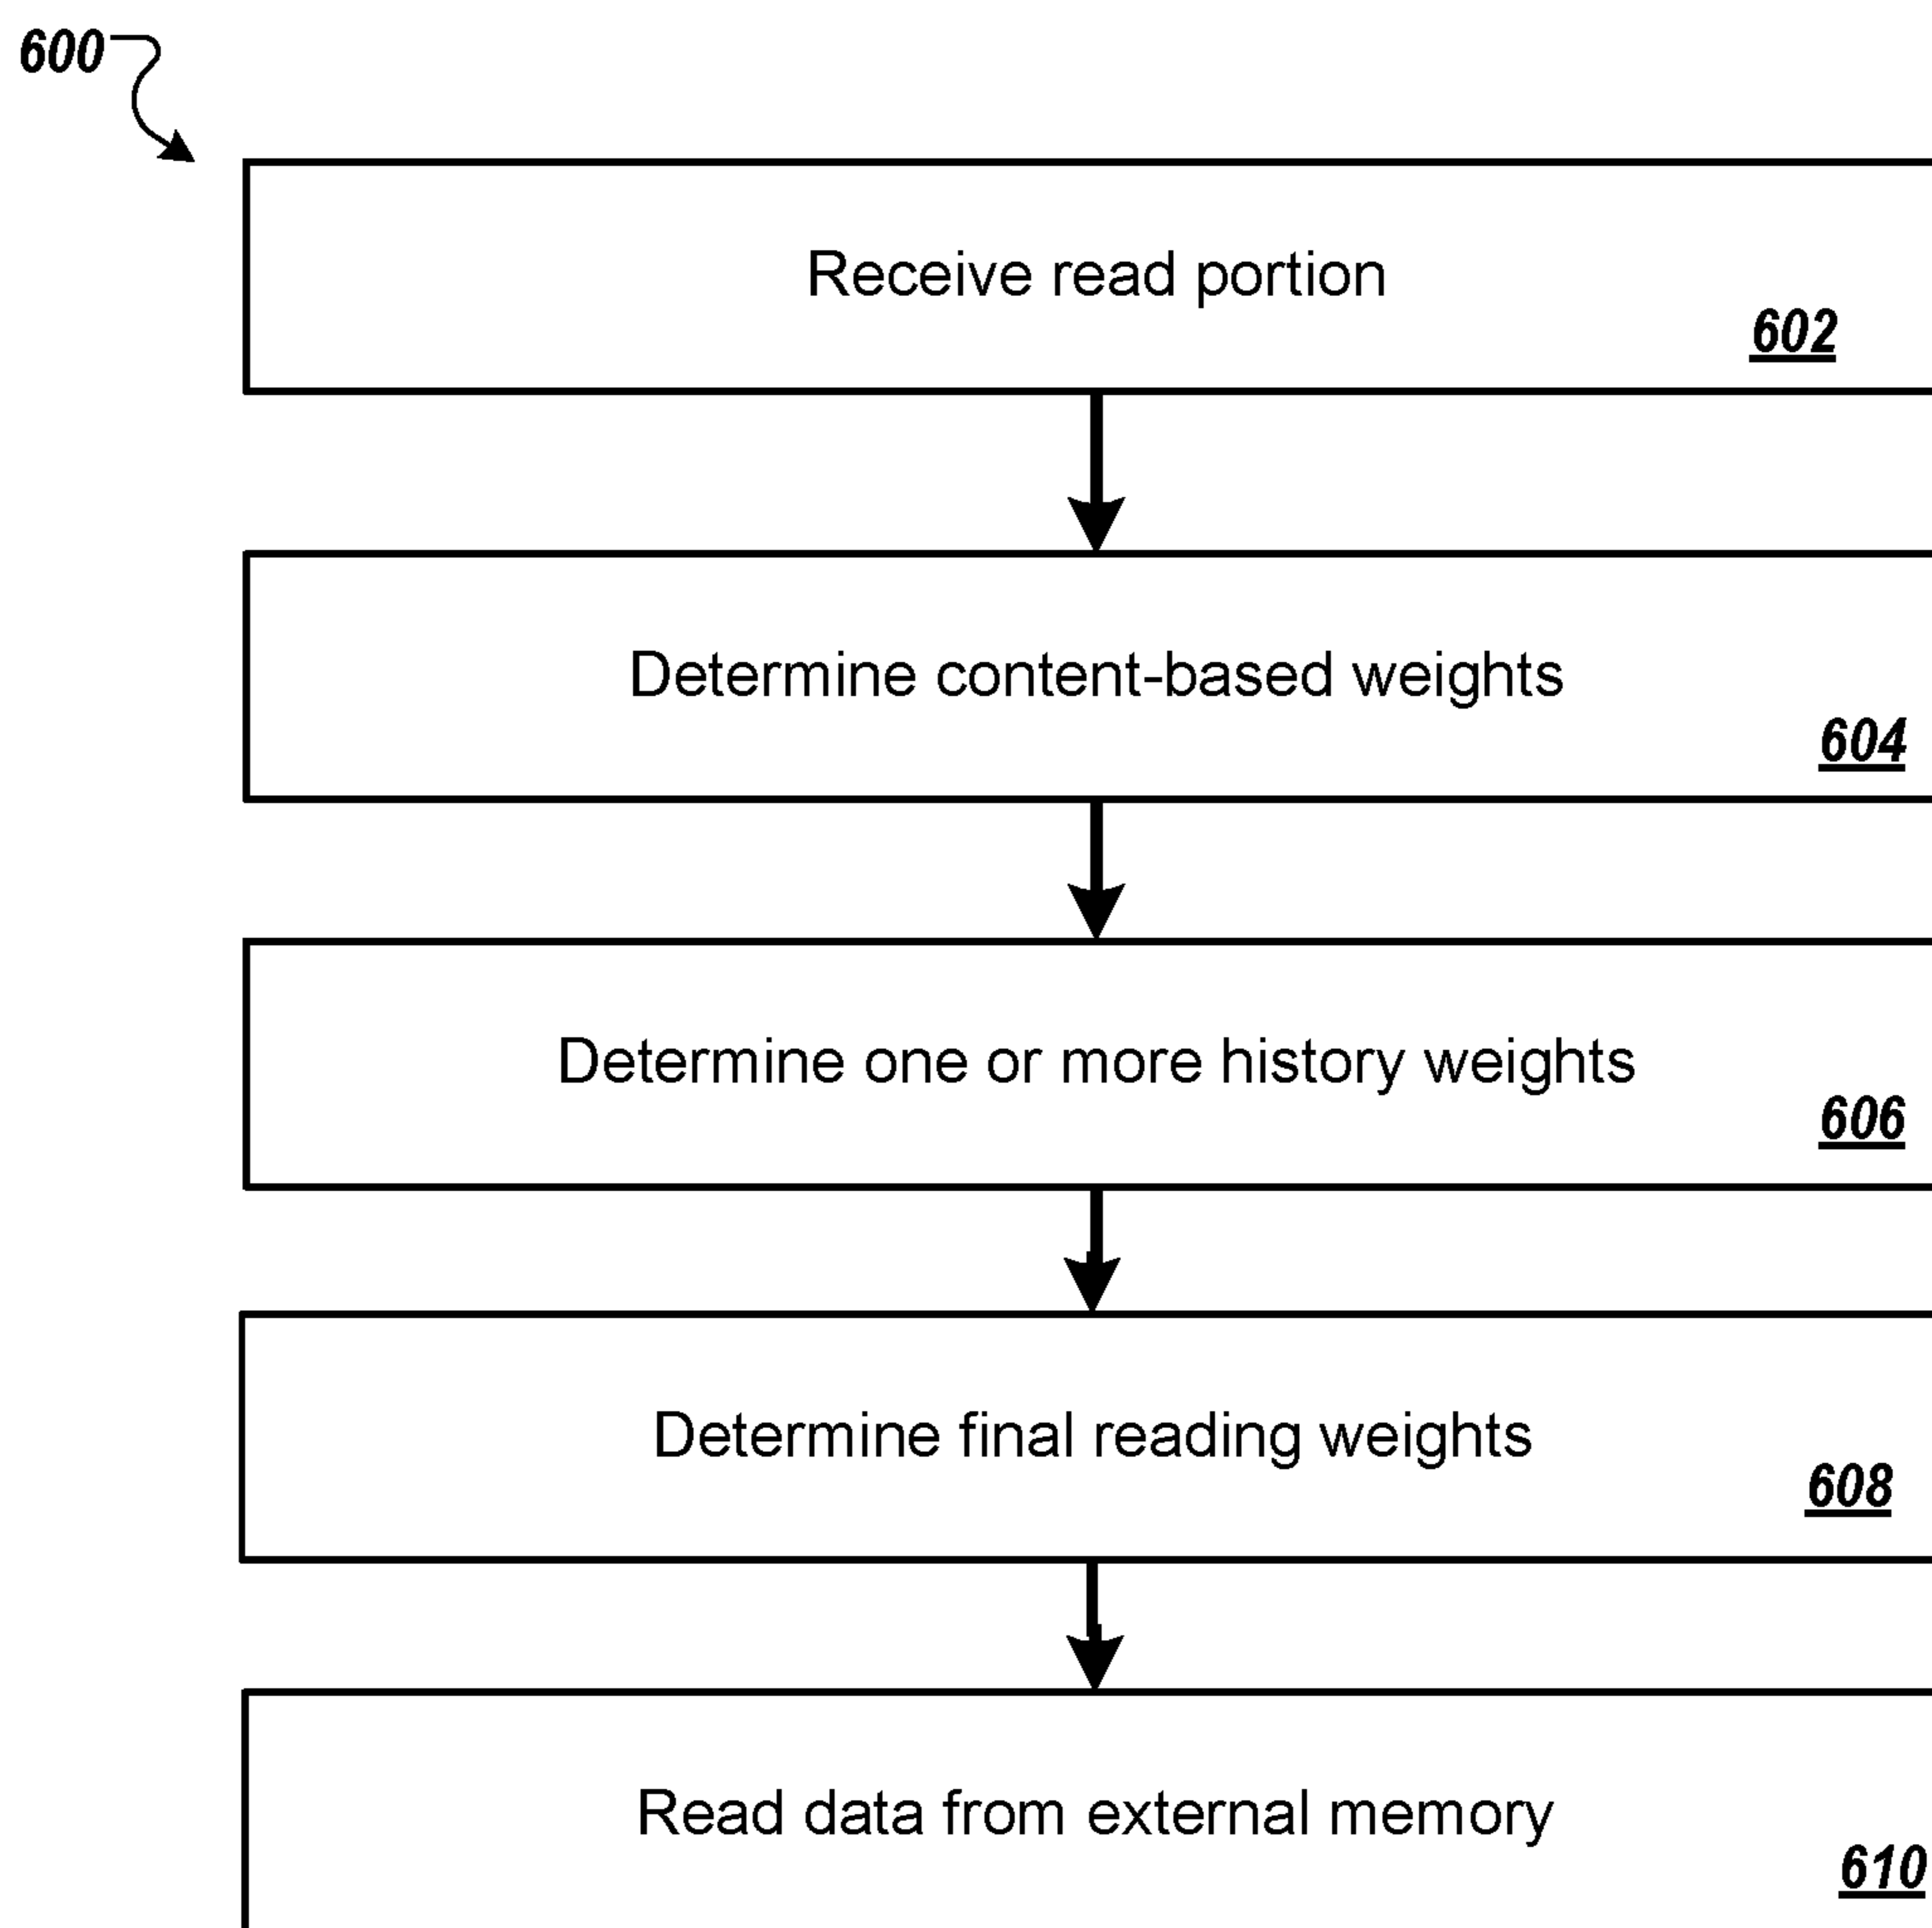 600
Receive read portion
602
Determine content-based weights
604
Determine one or more history weights
606
Determine final reading weights
608
Read data from external memory
610